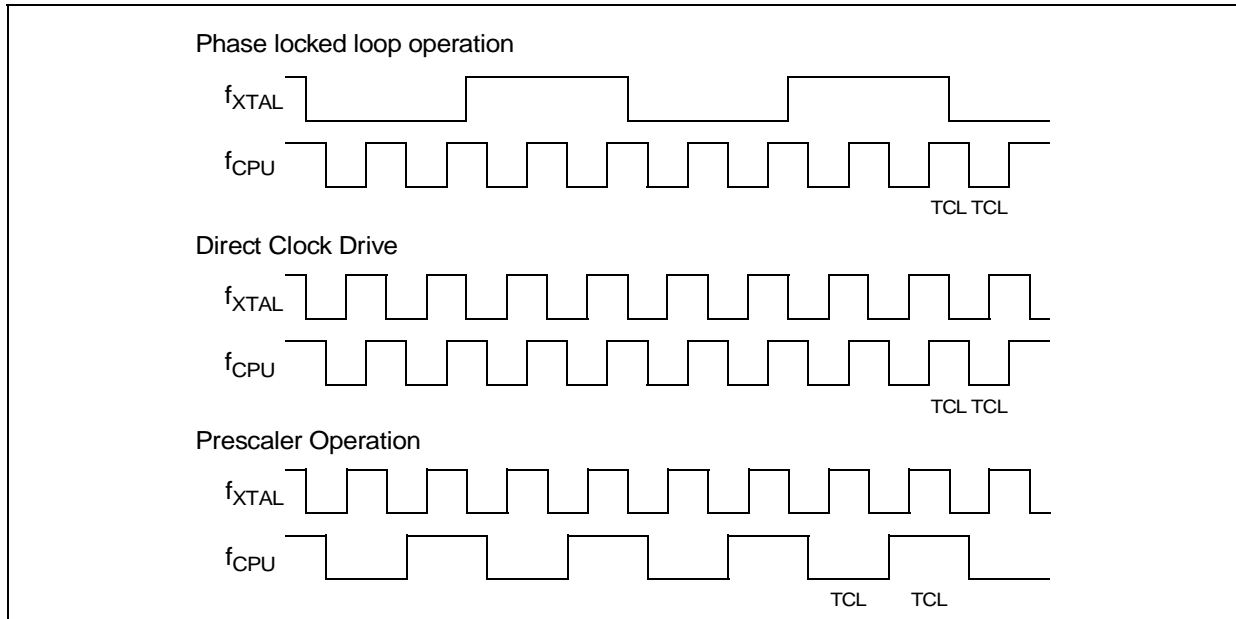 Phase locked loop operation
fXTAL
fCPU
TCL TCL
Direct Clock Drive
fXTAL
fCPU
TCL TCL
Prescaler Operation
fXTAL
fCPU
TCL TCL